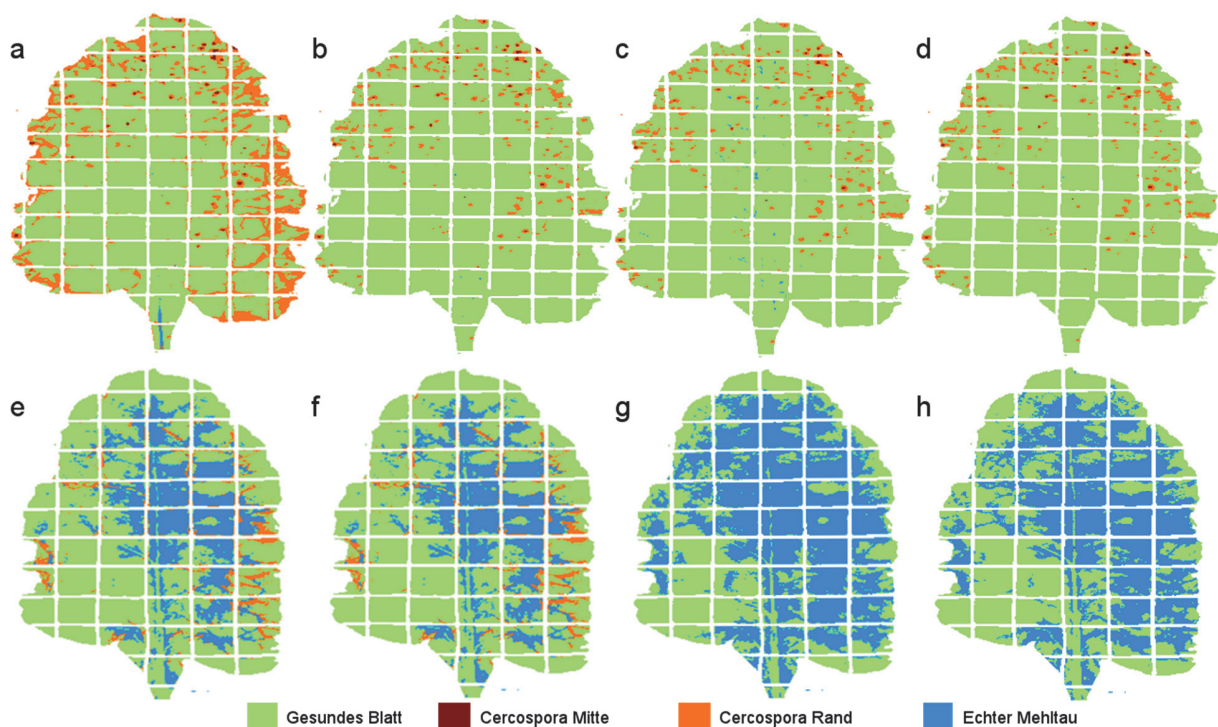 a b c d
e f g h
Gesundes Blatt Cercospora Mitte Cercospora Rand Echter Mehltau